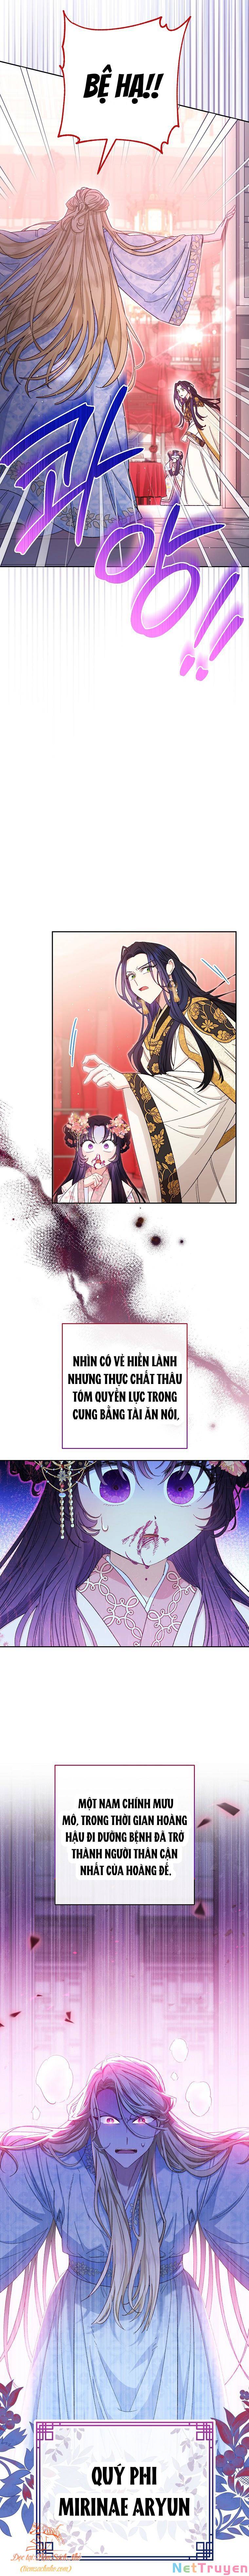 BỆ HẠ!!
콰앙!!
NHÌN CÓ VẺ HIỀN LÀNH
NHƯNG THỰC CHẤT THÂU
TÓM QUYỀN LỰC TRONG
CUNG BẰNG TÀI ĂN NÓI,
MỘT NAM CHÍNH MƯU
MÔ, TRONG THỜI GIAN HOÀNG
HẬU ĐI DƯỠNG BỆNH ĐÃ TRỞ
THÀNH NGƯỜI THÂN CẬN
NHẤT CỦA HOÀNG ĐẾ,
QUÝ PHI
MIRINAE ARYUN
NetTruyen